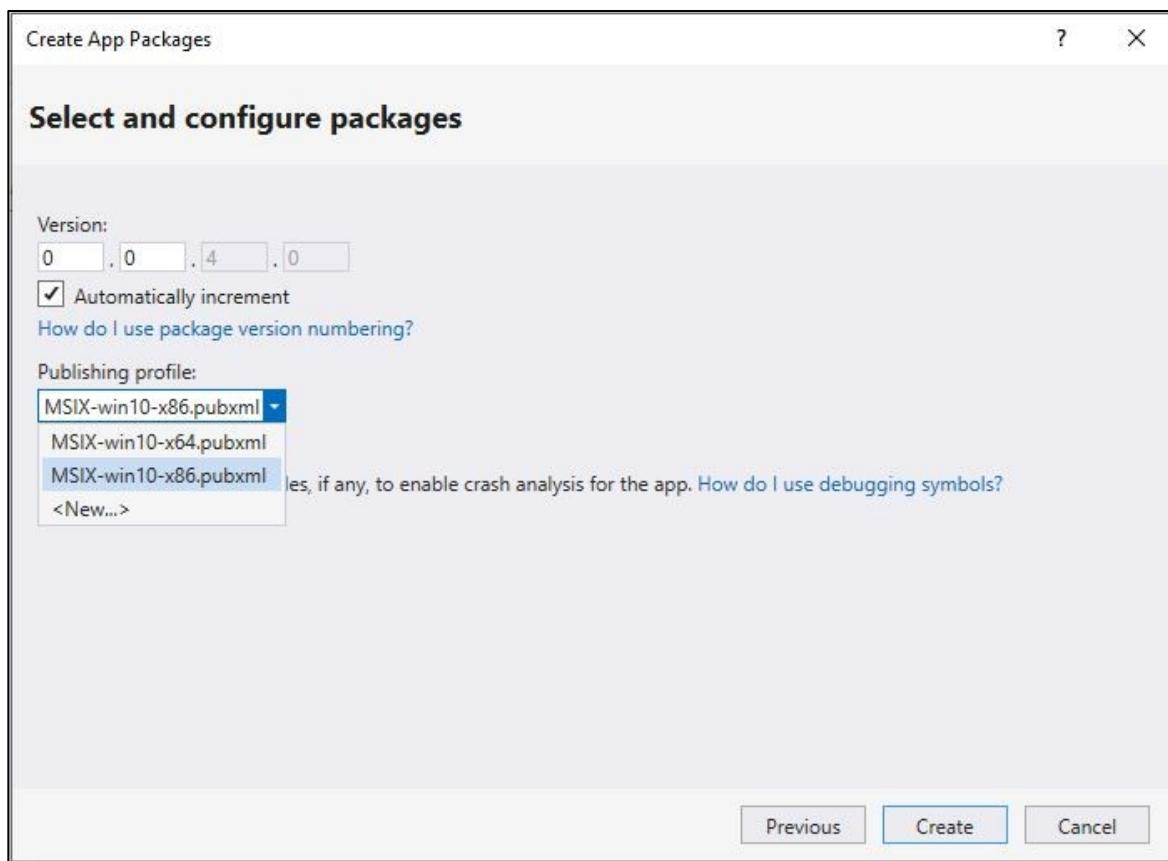 Create App Packages ?
Select and configure packages
Version:
0 . 0 . 4 . 0
Automatically increment
How do I use package version numbering?
Publishing profile:
MSIX-win10-x86.pubxml
MSIX-win10-x64.pubxml
MSIX-win10-x86.pubxml
les, if any, to enable crash analysis for the app. How do I use debugging symbols?
<New...>
Previous Create Cancel